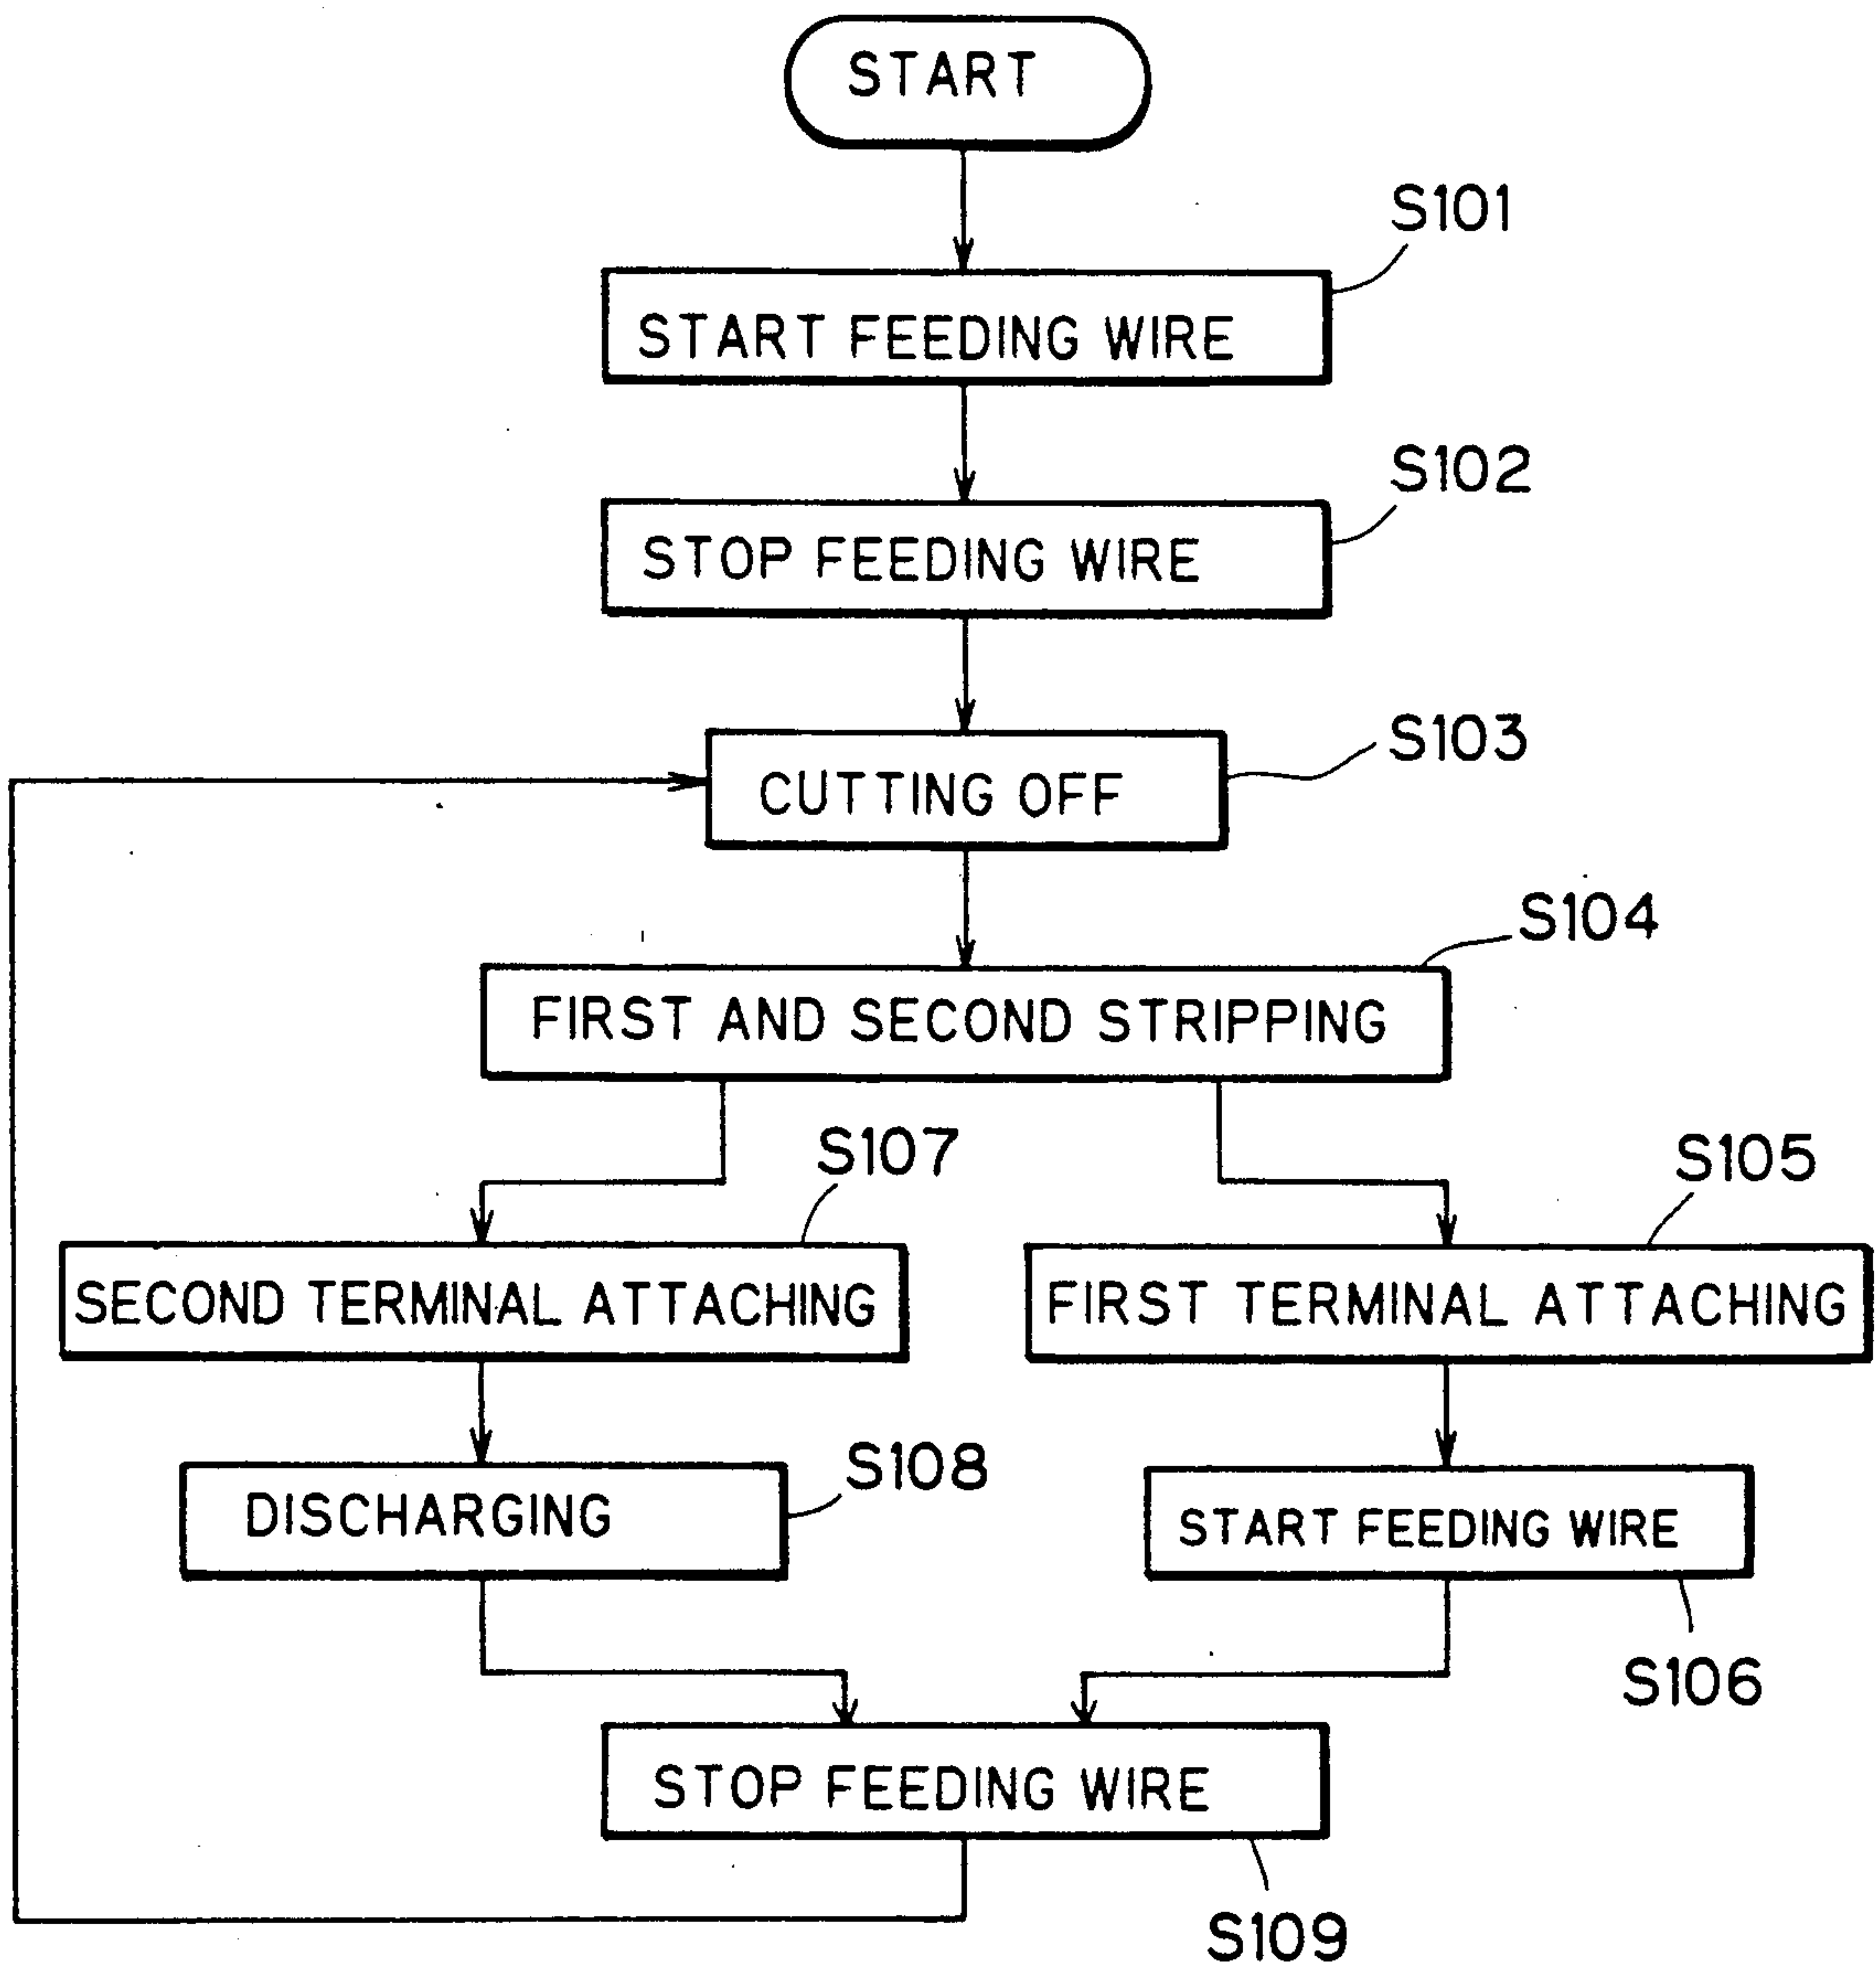 START
S101
START FEEDING WIRE
S102
STOP FEEDING WIRE
S103
CUTTING OFF
S104
FIRST AND SECOND STRIPPING
S107
S105
SECOND TERMINAL ATTACHING
FIRST TERMINAL ATTACHING
S108
DISCHARGING
START FEEDING WIRE
S106
STOP FEEDING WIRE
S109